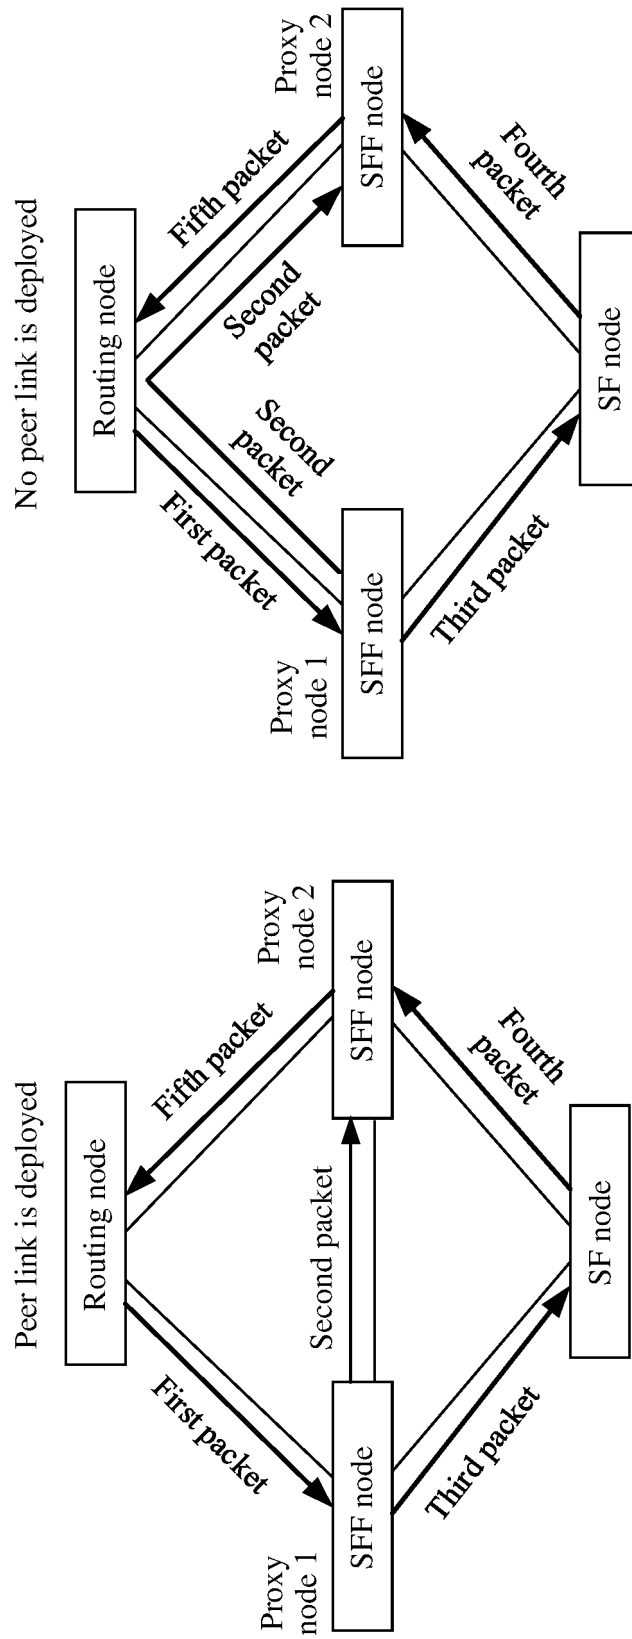 Peer link is deployed
Routing node
First packet
Fifth packet
Proxy
node 1
Proxy
node 2
SFF node
Second packet
SFF node
Third packet
Fourth
packet
SF node
No peer link is deployed
Routing node
First packet
Fifth packet
Second
packet
Second
packet
Proxy
node 1
Proxy
node 2
SFF node
SFF node
Third packet
Fourth
packet
SF node